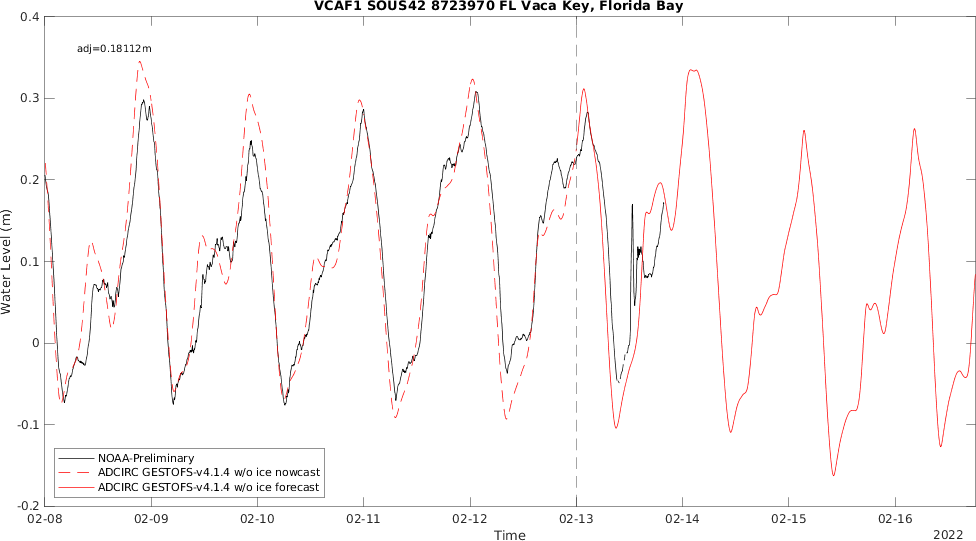 VCAF1 SOUS42 8723970 FL Vaca Key, Florida Bay
adj=0.18112m
0.4
0.3
0.2
0.1
0
-0.1
-0.2
Water Level (m)
NOAA-Preliminary
ADCIRC GESTOFS-v4.1.4 w/o ice nowcast
ADCIRC GESTOFS-v4.1.4 w/o ice forecast
02-08 02-09 02-10 02-11 02-12 02-13 02-14 02-15 02-16
Time
2022